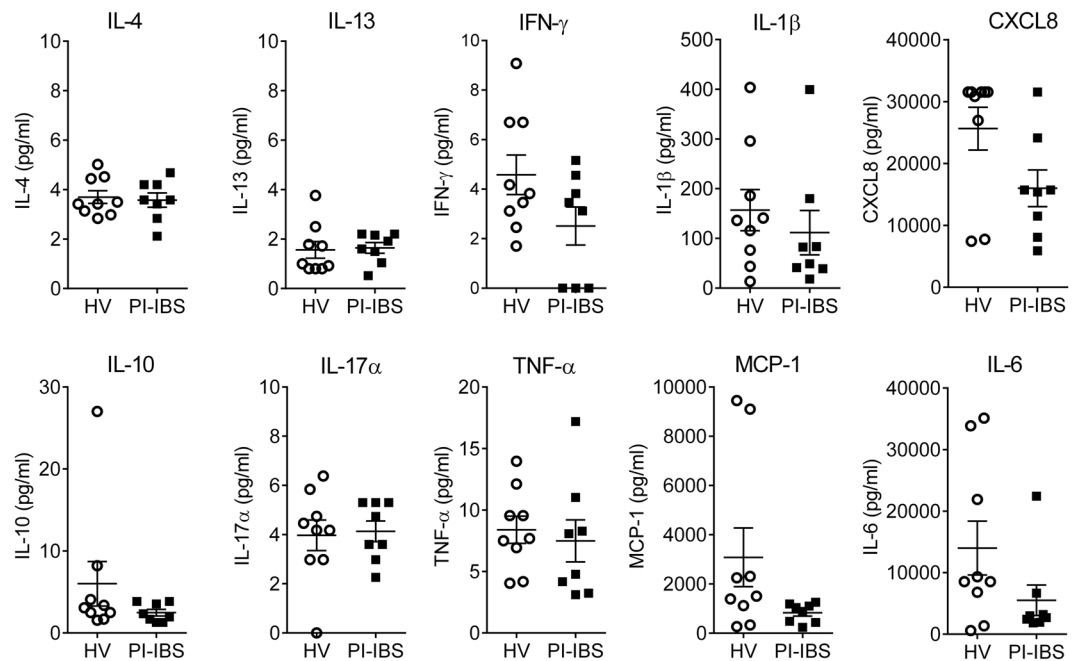 IL-4
IL-4 (pg/ml)
10
8
6
4
2
0
HV PI-IBS
IL-13
IL-13 (pg/ml)
10
8
6
4
2
0
HV PI-IBS
IFN-γ
IFN-γ (pg/ml)
10
8
6
4
2
0
HV PI-IBS
IL-1β
IL-1β (pg/ml)
500
400
300
200
100
0
HV PI-IBS
CXCL8
CXCL8 (pg/ml)
40000
30000
20000
10000
0
HV PI-IBS
IL-10
IL-10 (pg/ml)
30
20
10
0
HV PI-IBS
IL-17α
IL-17α (pg/ml)
10
8
6
4
2
0
HV PI-IBS
TNF-α
TNF-α (pg/ml)
20
15
10
5
0
HV PI-IBS
MCP-1
MCP-1 (pg/ml)
10000
8000
6000
4000
2000
0
HV PI-IBS
IL-6
IL-6 (pg/ml)
40000
30000
20000
10000
0
HV PI-IBS